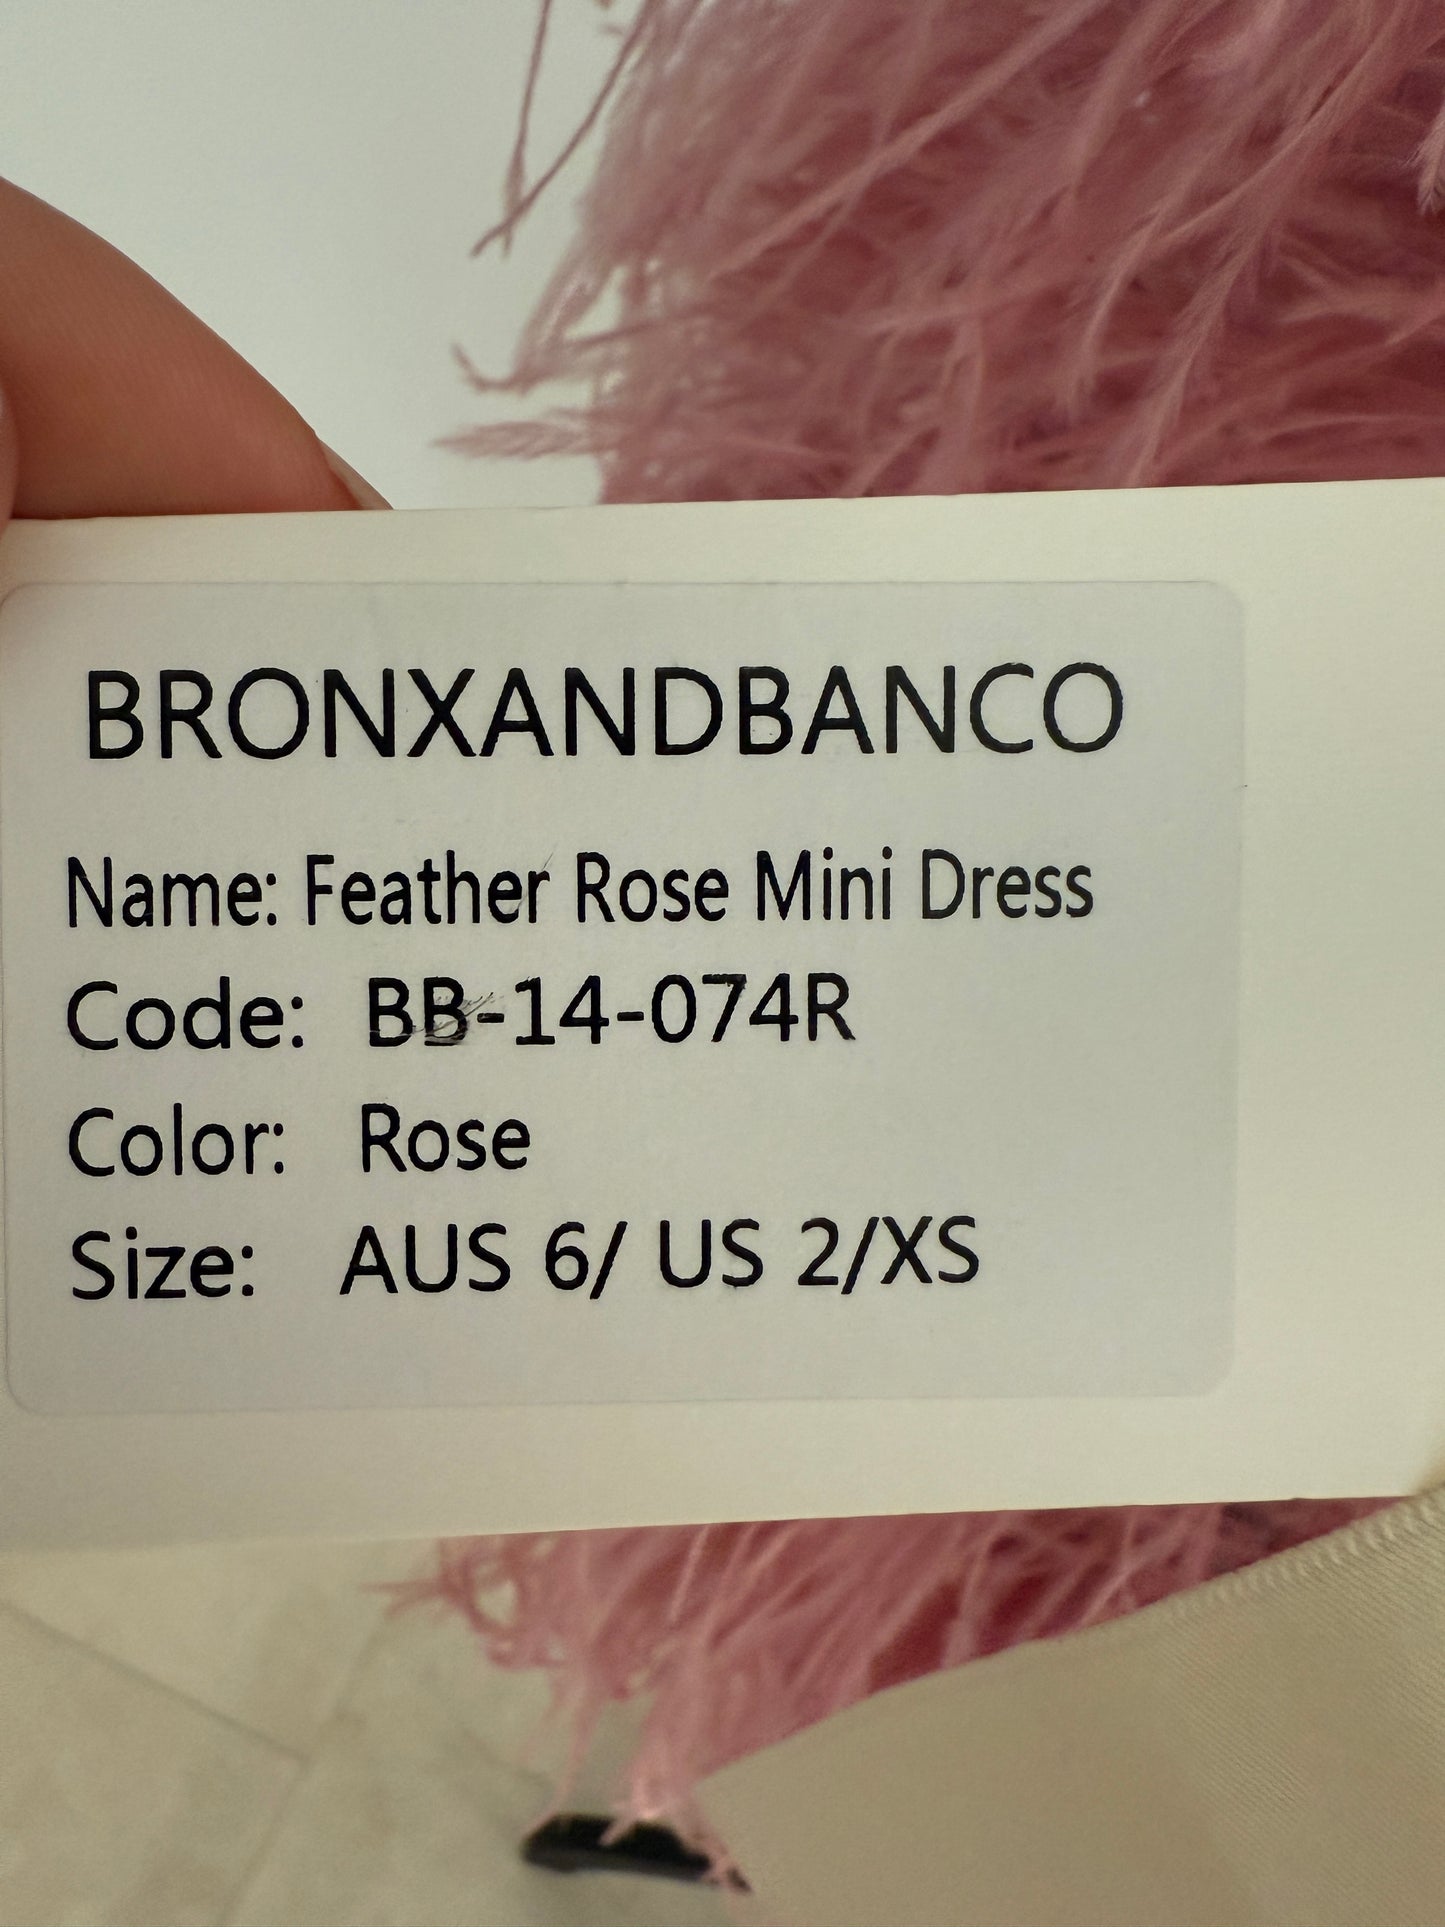 BRONXANDBANCO
Name: Feather Rose Mini Dress
Code: BB-14-074R
Color: Rose
Size: AUS 6/ US 2/XS